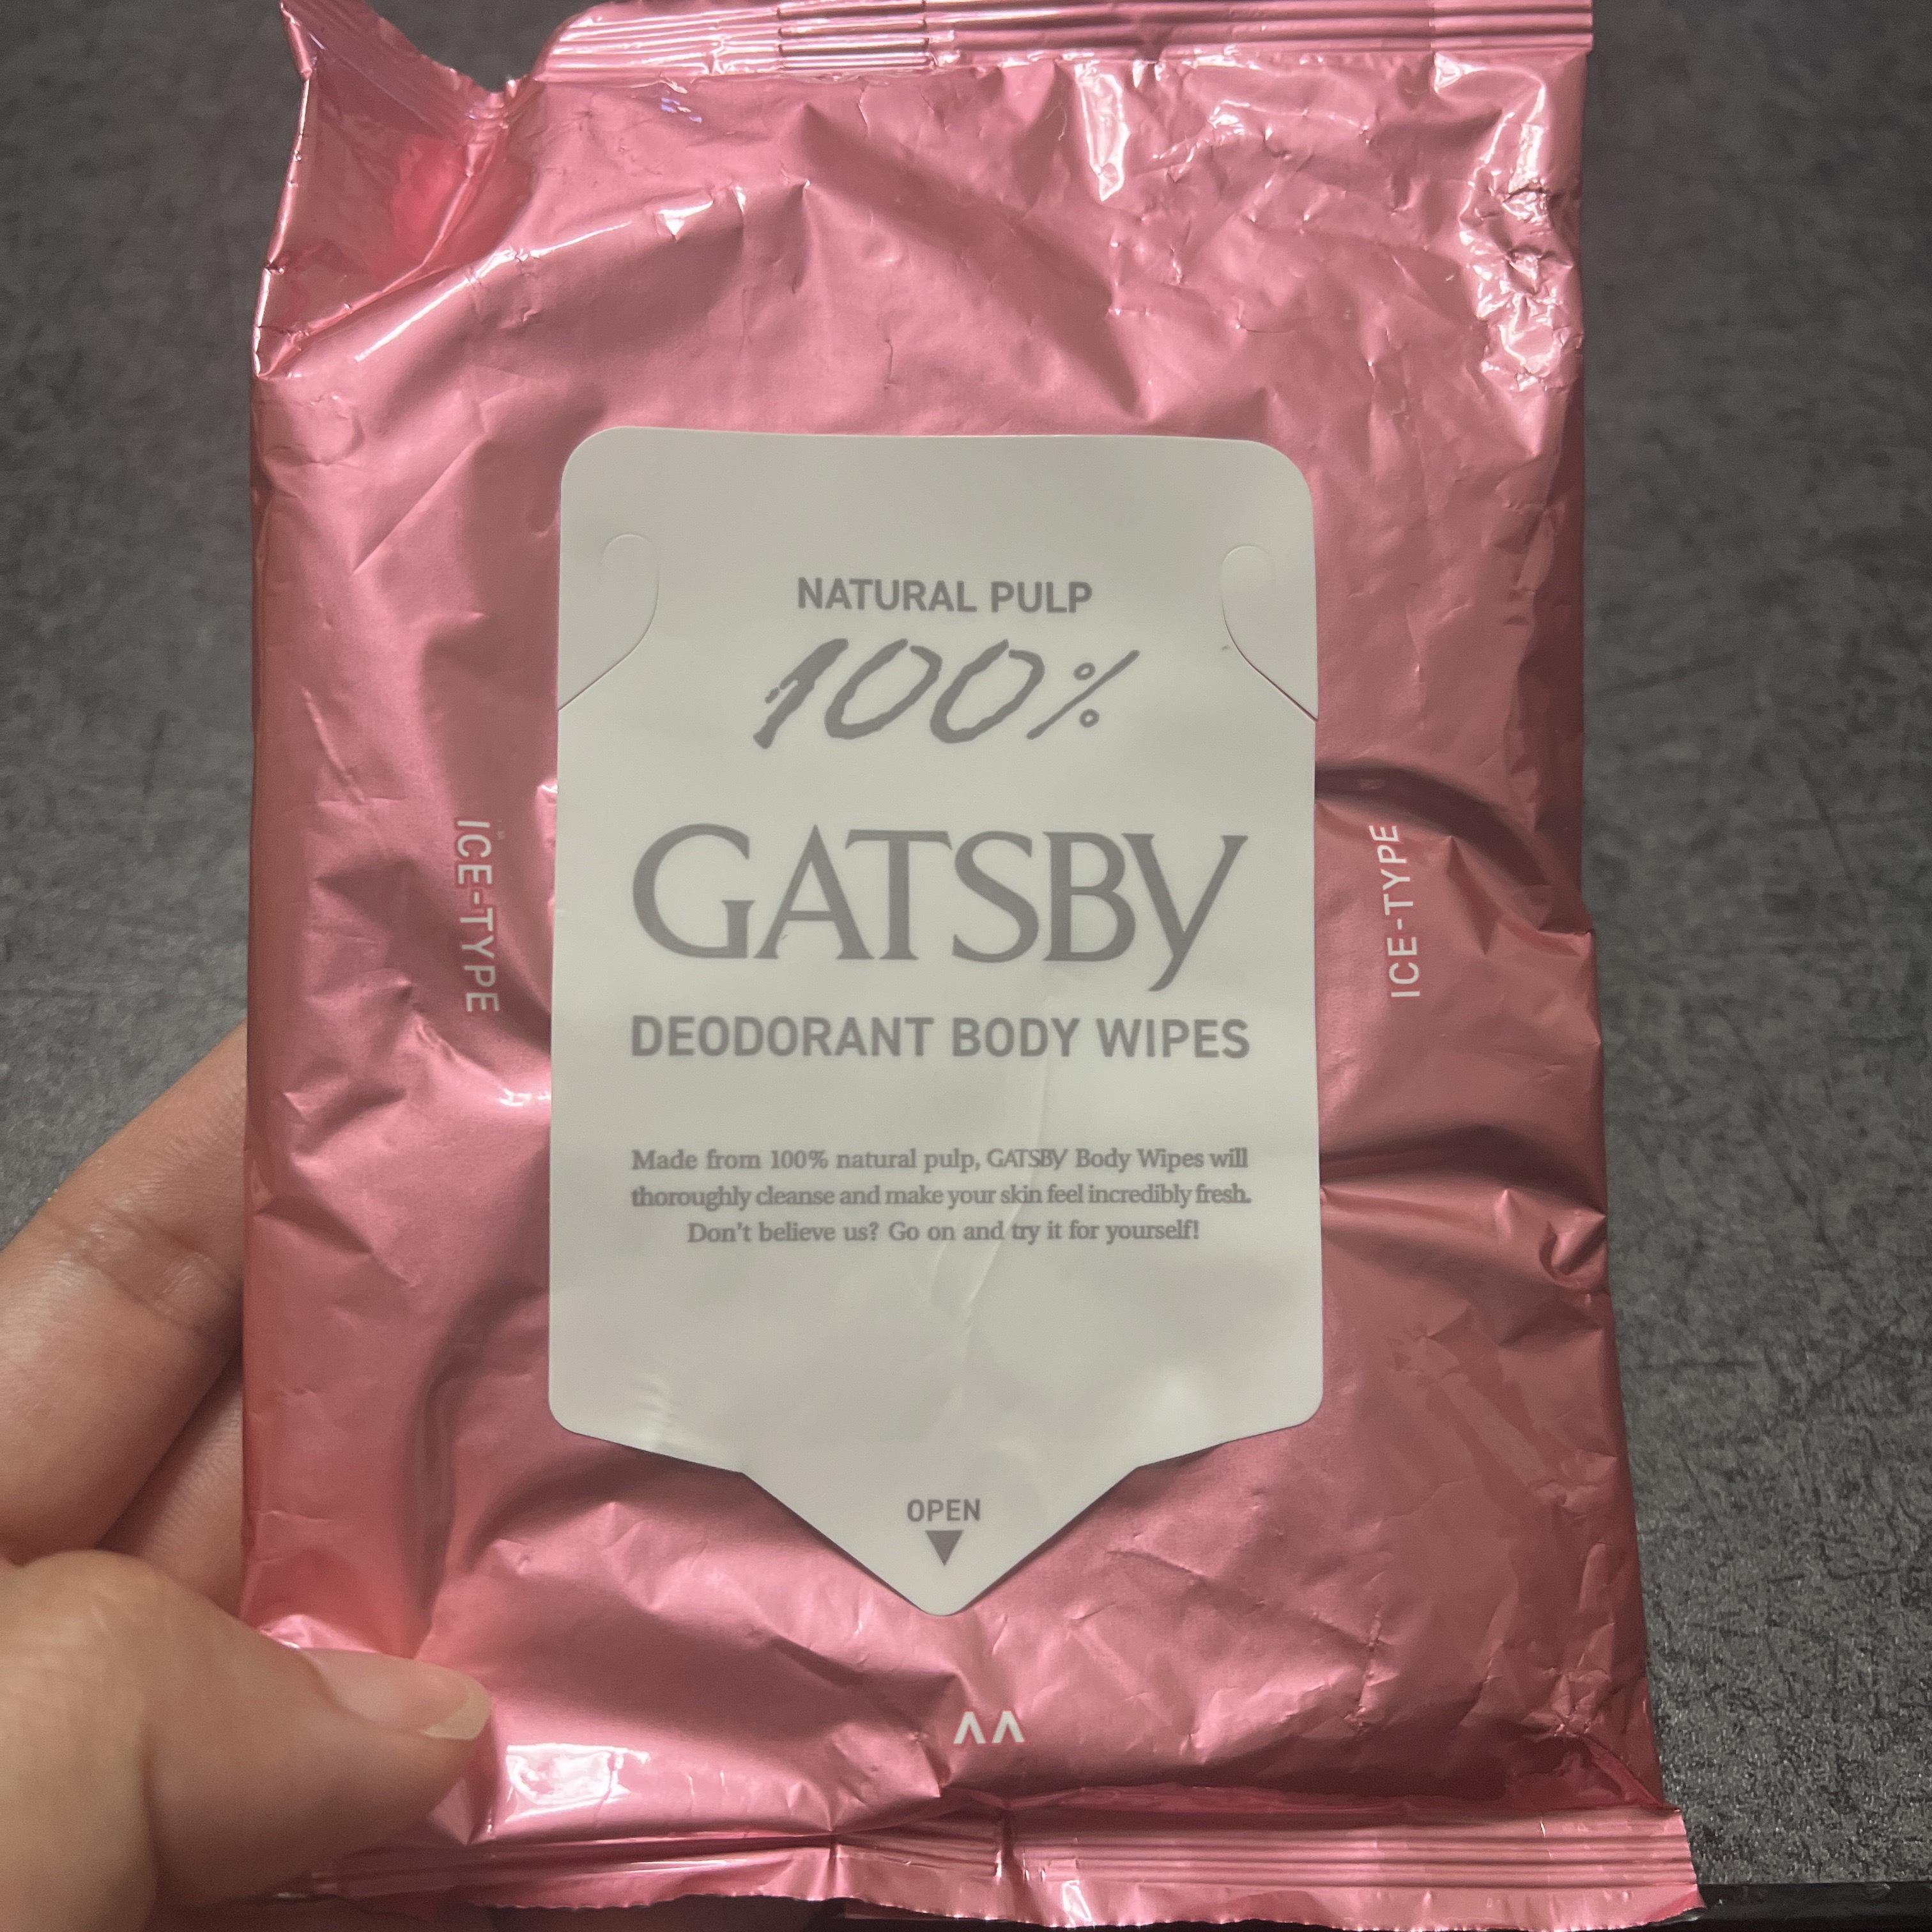 NATURAL PULP
100%
GATSBY
DEODORANT BODY WIPES
Made from 100% natural pulp, GATSBY Body Wipes will
thoroughly cleanse and make your skin feel incredibly fresh.
Don't believe us? Go on and try it for yourself!
ICE-TYPE
ICE-TYPE
OPEN